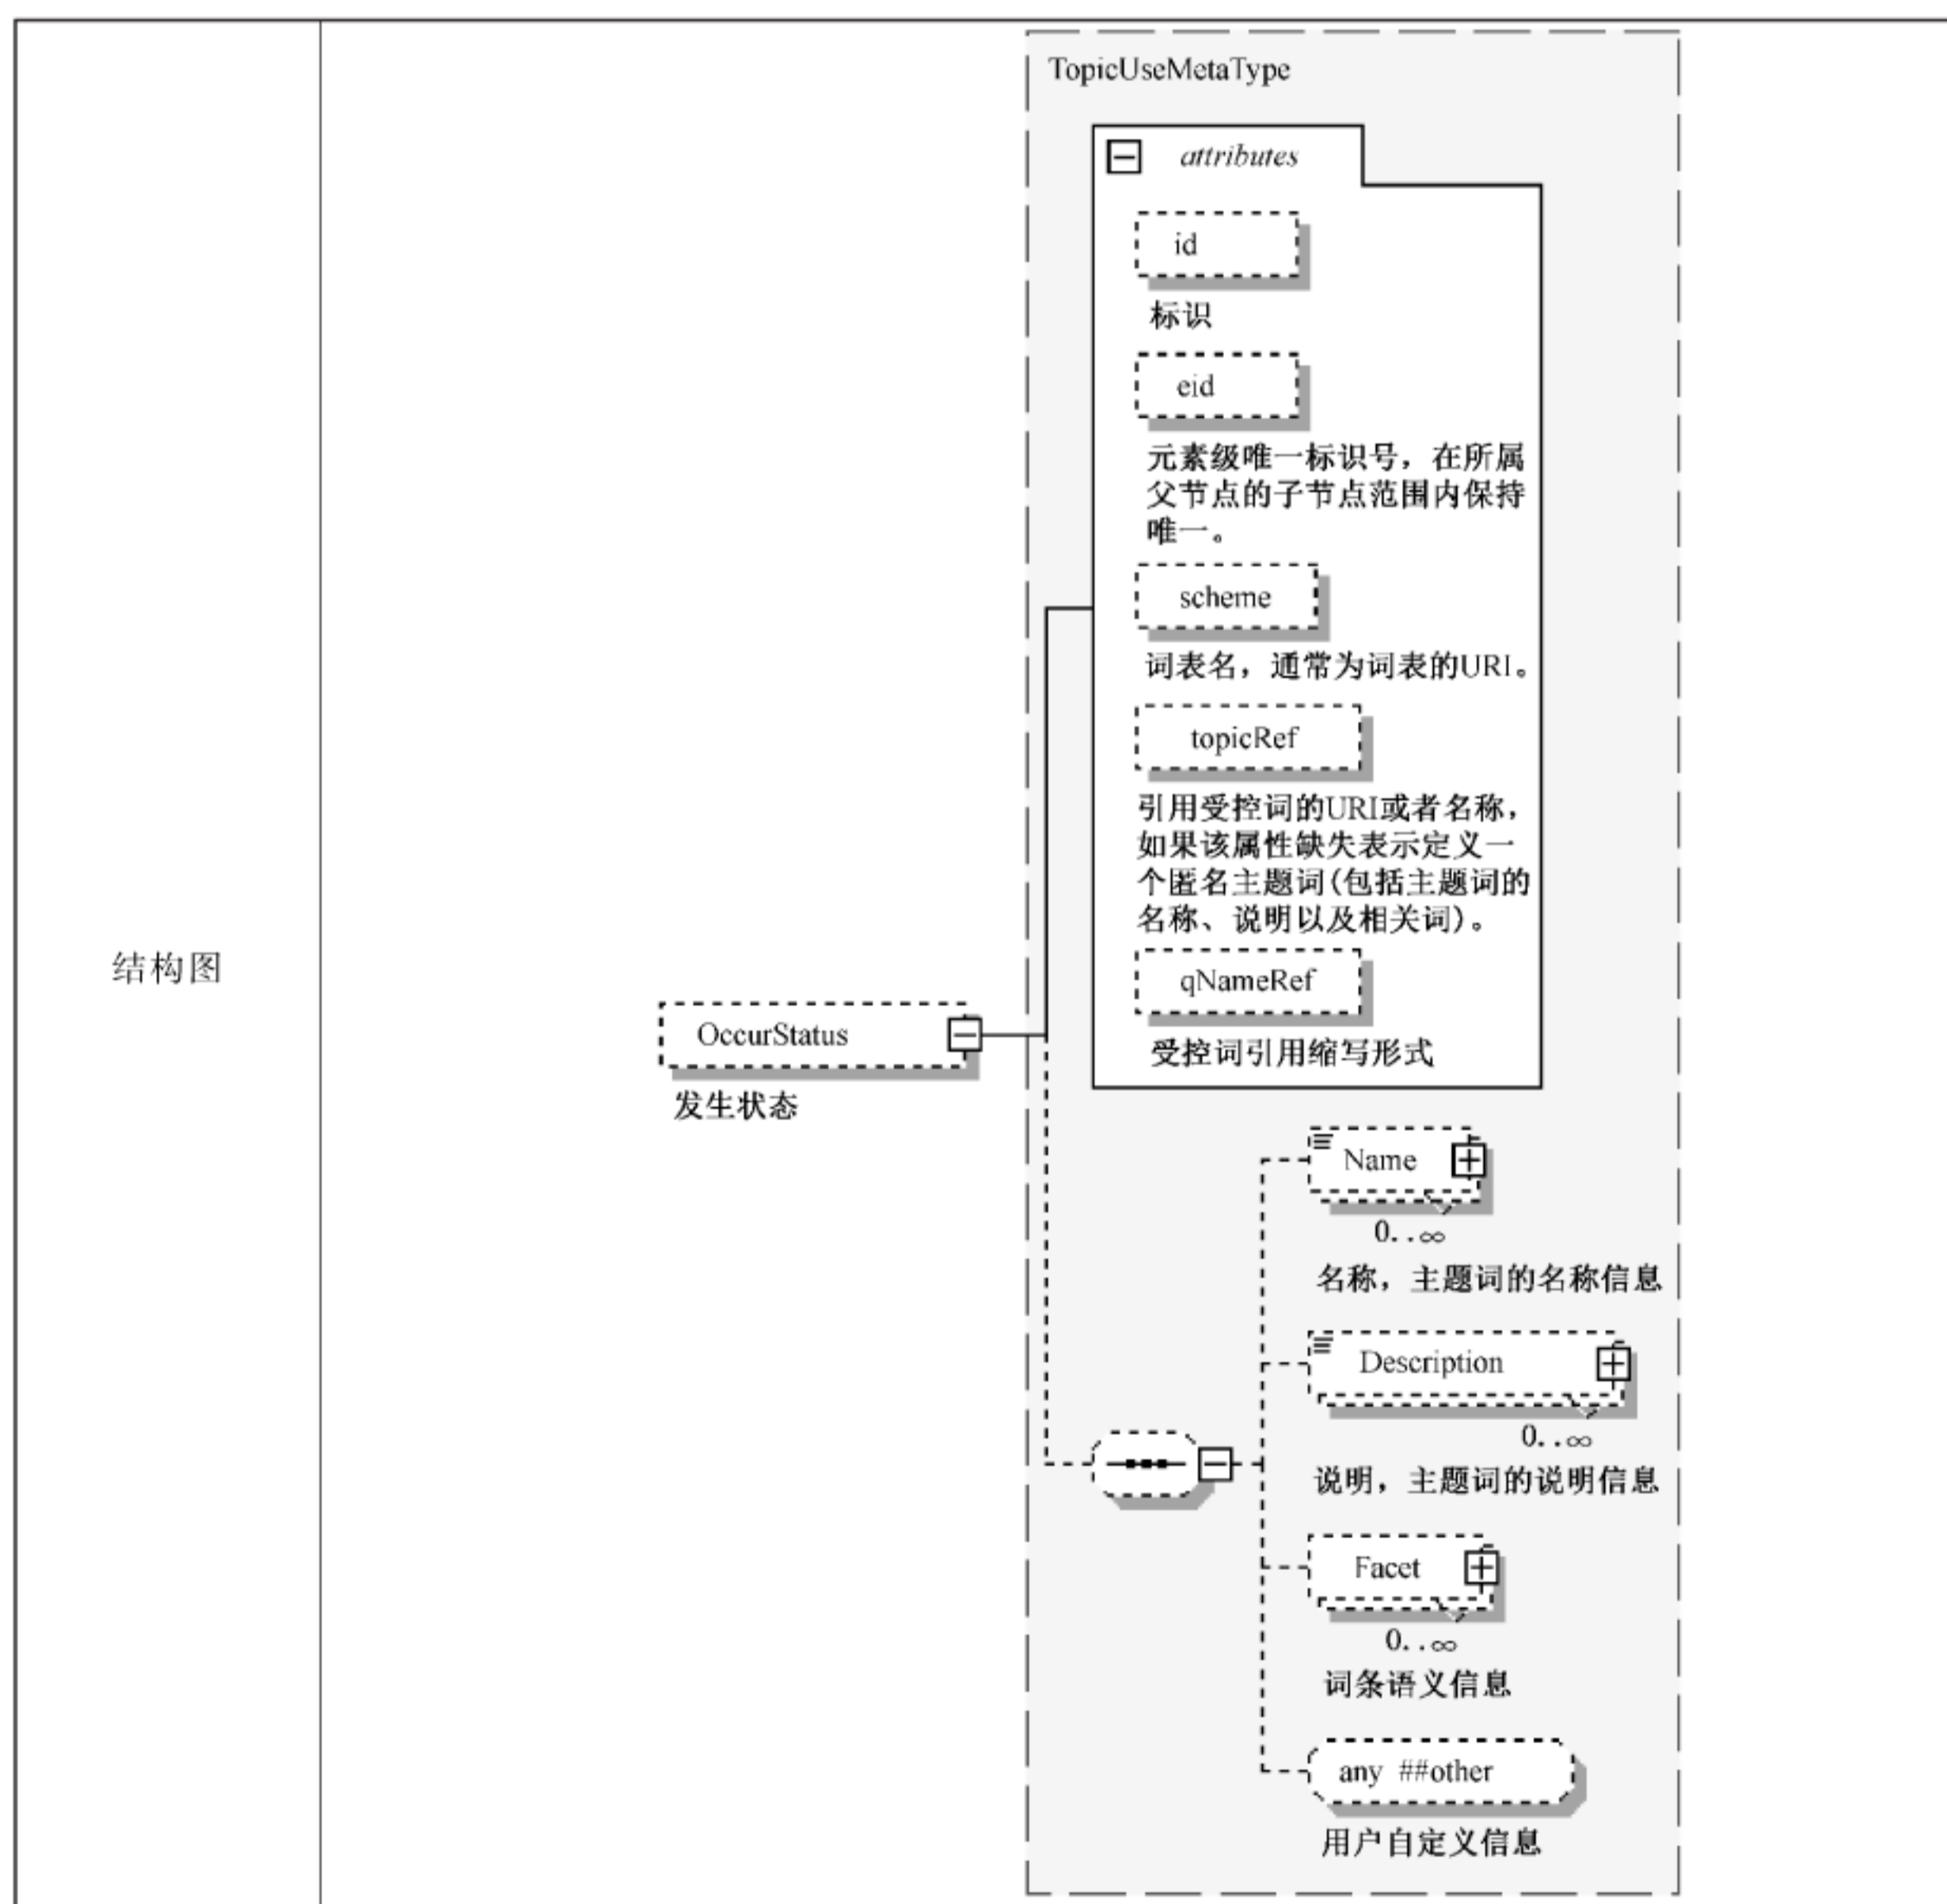 TopicUseMetaType
attributes
id
标识
eid
元素级唯一标识号，在所属
父节点的子节点范围内保持
唯一。
scheme
词表名，通常为词表的URI。
topicRef
引用受控词的URI或者名称，
如果该属性缺失表示定义一
个匿名主题词(包括主题词的
名称、说明以及相关词)。
qNameRef
受控词引用缩写形式
结构图
OccurStatus
发生状态
Name
0..∞
名称，主题词的名称信息
Description
0..∞
说明，主题词的说明信息
Facet
0..∞
词条语义信息
any ##other
用户自定义信息